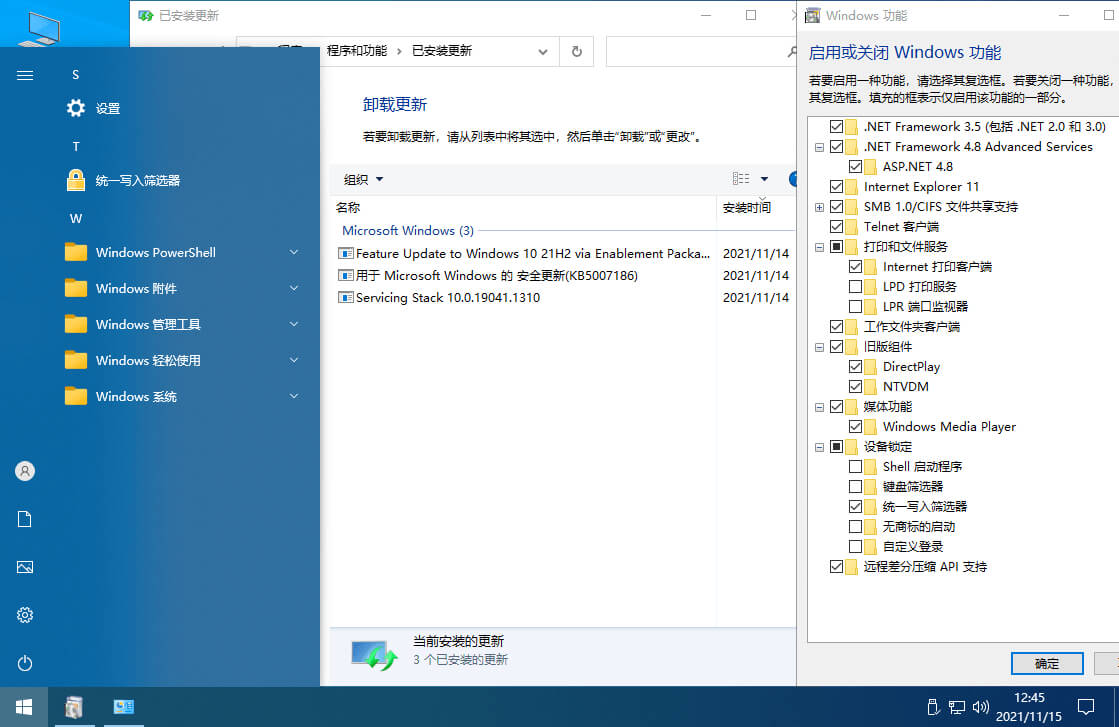 已安装更新
程序和功能 › 已安装更新
S
设置
T
统一写入筛选器
W
Windows PowerShell
Windows 附件
Windows 管理工具
Windows 轻松使用
Windows 系统
卸载更新
若要卸载更新，请从列表中将其选中，然后单击“卸载”或“更改”。
组织
名称 安装时间
Microsoft Windows (3)
Feature Update to Windows 10 21H2 via Enablement Packa... 2021/11/14
用于 Microsoft Windows 的 安全更新(KB5007186) 2021/11/14
Servicing Stack 10.0.19041.1310 2021/11/14
当前安装的更新
3 个已安装的更新
Windows 功能
启用或关闭 Windows 功能
若要启用一种功能，请选择其复选框。若要关闭一种功能，
其复选框。填充的框表示仅启用该功能的一部分。
.NET Framework 3.5 (包括 .NET 2.0 和 3.0)
.NET Framework 4.8 Advanced Services
ASP.NET 4.8
Internet Explorer 11
SMB 1.0/CIFS 文件共享支持
Telnet 客户端
打印和文件服务
Internet 打印客户端
LPD 打印服务
LPR 端口监视器
工作文件夹客户端
旧版组件
DirectPlay
NTVDM
媒体功能
Windows Media Player
设备锁定
Shell 启动程序
键盘筛选器
统一写入筛选器
无商标的启动
自定义登录
远程差分压缩 API 支持
确定
12:45
2021/11/15